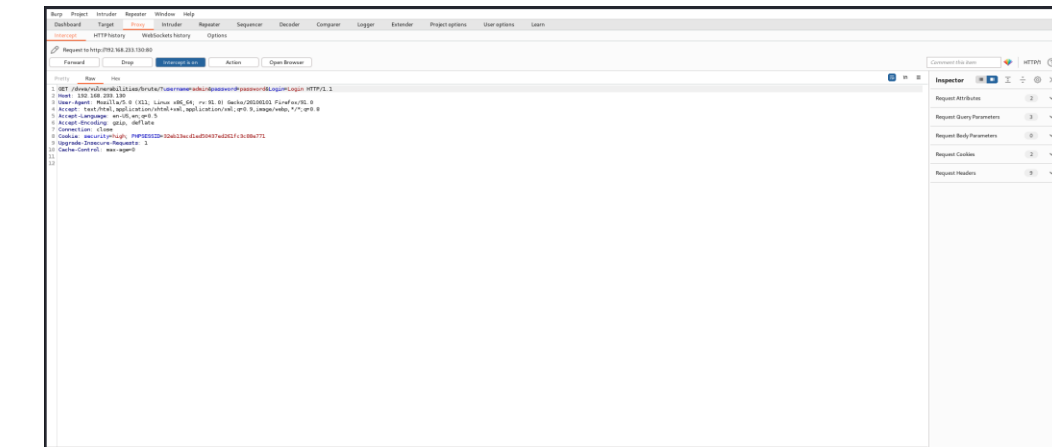 Burp Project Intruder Repeater Window Help
Dashboard Target Proxy Intruder Repeater Sequencer Decoder Comparer Logger Extender Project options User options Learn
Intercept HTTP history WebSockets history Options
Request to http://192.168.233.130:80
Forward Drop Intercept is on Action Open Browser
Comment this item HTTP/1
Pretty Raw Hex
Inspector
1 GET /dvwa/vulnerabilities/brute/?username=admin&password=password&Login=Login HTTP/1.1
2 Host: 192.168.233.130
3 User-Agent: Mozilla/5.0 (X11; Linux x86_64; rv:91.0) Gecko/20100101 Firefox/91.0
4 Accept: text/html,application/xhtml+xml,application/xml;q=0.9,image/webp,*/*;q=0.8
5 Accept-Language: en-US,en;q=0.5
6 Accept-Encoding: gzip, deflate
7 Connection: close
8 Cookie: security=high; PHPSESSID=
9 Upgrade-Insecure-Requests: 1
10 Cache-Control: max-age=0
11
12
Request Attributes 2
Request Query Parameters 3
Request Body Parameters 0
Request Cookies 2
Request Headers 9